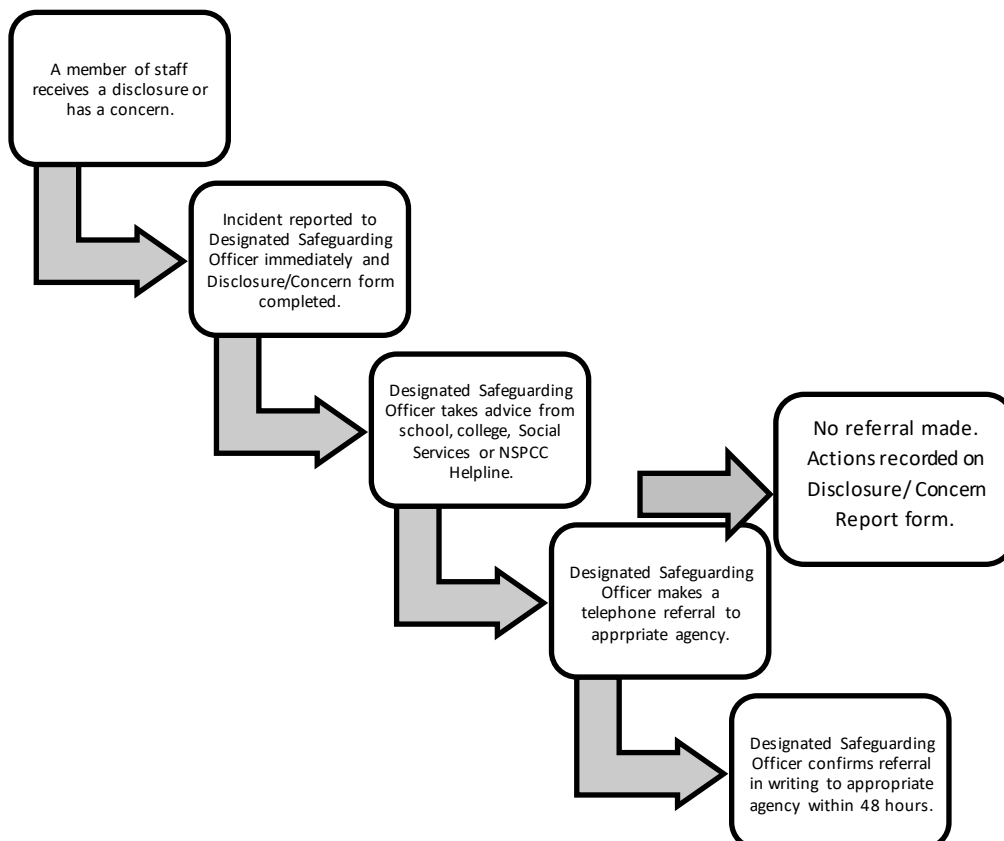 A member of staff
receives a disclosure or
has a concern.
Incident reported to
Designated Safeguarding
Officer immediately and
Disclosure/Concern form
completed.
Designated Safeguarding
Officer takes advice from
school, college, Social
Services or NSPCC
Helpline.
No referral made.
Actions recorded on
Disclosure/ Concern
Report form.
Designated Safeguarding
Officer makes a
telephone referral to
apprpriate agency.
Designated Safeguarding
Officer confirms referral
in writing to appropriate
agency within 48 hours.